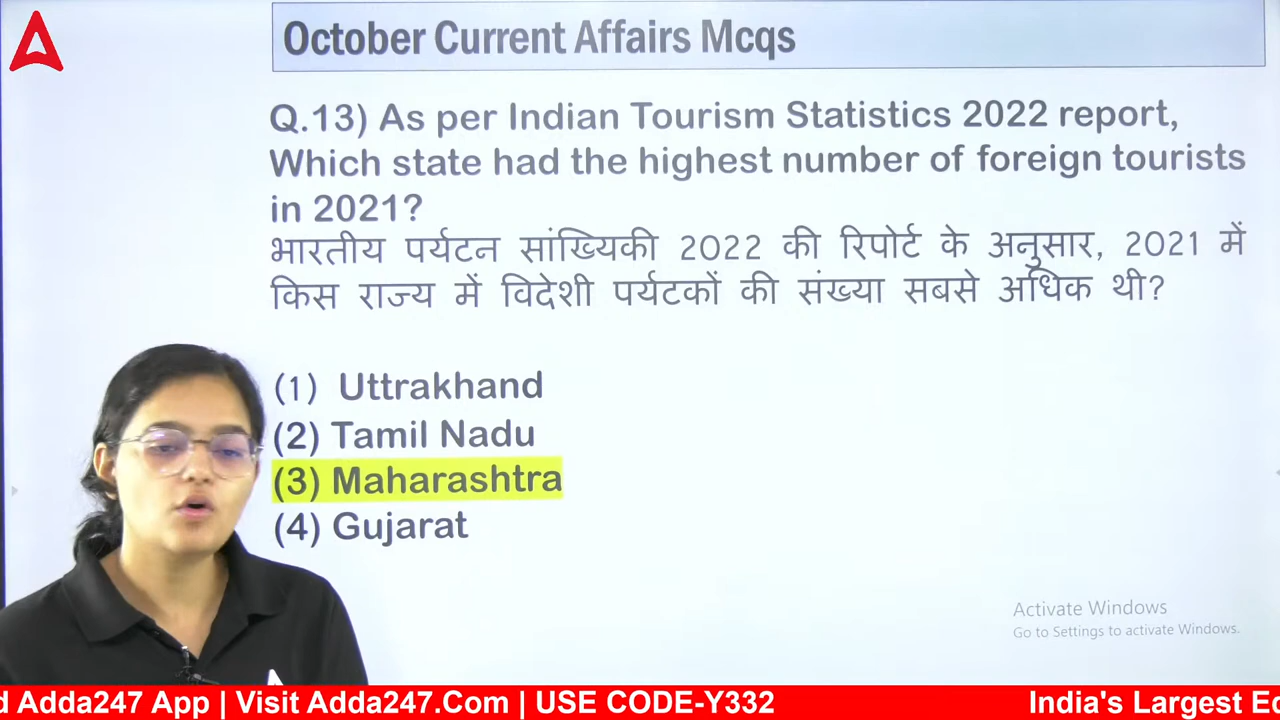 October Current Affairs Mcqs
Q.13) As per Indian Tourism Statistics 2022 report,
Which state had the highest number of foreign tourists
in 2021?
भारतीय पर्यटन सांख्यिकी 2022 की रिपोर्ट के अनुसार, 2021 में
किस राज्य में विदेशी पर्यटकों की संख्या सबसे अधिक थी?
(1) Uttrakhand
(2) Tamil Nadu
(3) Maharashtra
(4) Gujarat
Activate Windows
Go to Settings to activate Windows.
d Adda247 App | Visit Adda247.Com | USE CODE-Y332
India's Largest Ed